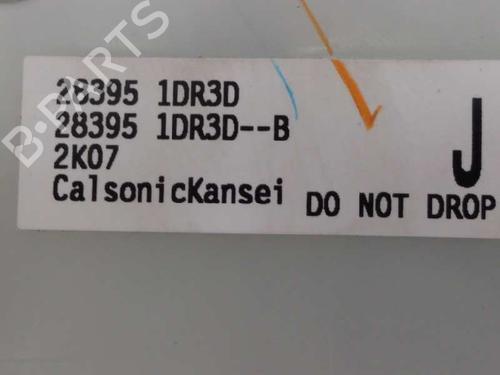 28395 1DR3D
28395 1DR3D--B
2K07
CalsonicKansei DO NOT DROP
J
B-PARTS